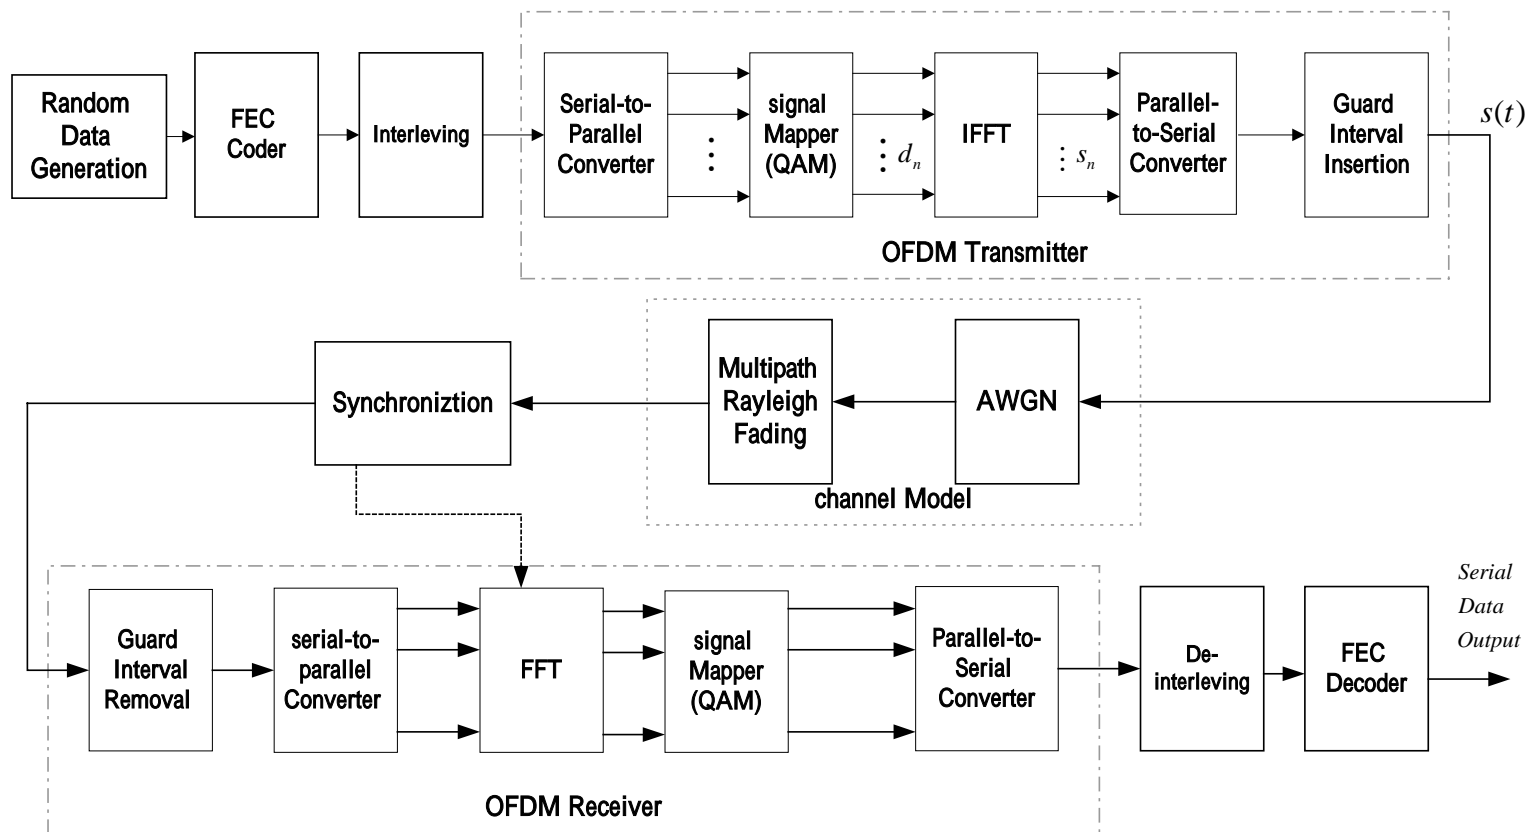 Random
Data
Generation
FEC
Coder
Interleving
Serial-to-
Parallel
Converter
signal
Mapper
(QAM)
d_n
IFFT
s_n
Parallel-
to-Serial
Converter
Guard
Interval
Insertion
s(t)
OFDM Transmitter
Synchroniztion
Multipath
Rayleigh
Fading
AWGN
channel Model
Guard
Interval
Removal
serial-to-
parallel
Converter
FFT
signal
Mapper
(QAM)
Parallel-to-
Serial
Converter
De-
interleving
FEC
Decoder
Serial
Data
Output
OFDM Receiver